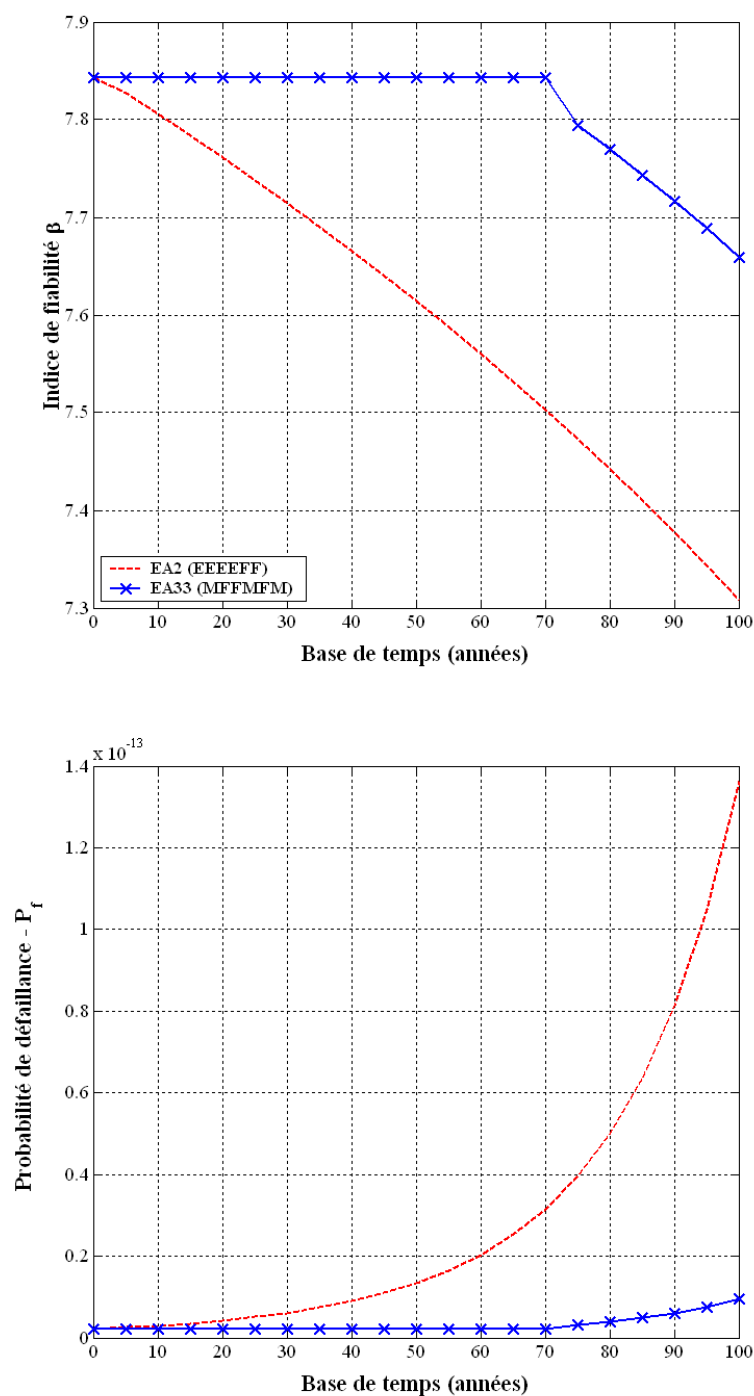 7.9
7.8
7.7
7.6
7.5
7.4
7.3
Indice de fiabilité β
EA2 (EEEEFF)
EA33 (MFFMFM)
0 10 20 30 40 50 60 70 80 90 100
Base de temps (années)
x 10-13
1.4
1.2
1
0.8
0.6
0.4
0.2
0
Probabilité de défaillance - Pf
0 10 20 30 40 50 60 70 80 90 100
Base de temps (années)